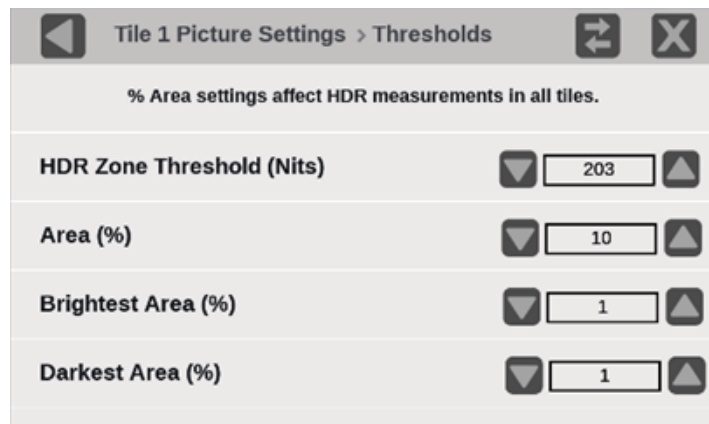 Tile 1 Picture Settings > Thresholds
% Area settings affect HDR measurements in all tiles.
HDR Zone Threshold (Nits) 203
Area (%) 10
Brightest Area (%) 1
Darkest Area (%) 1